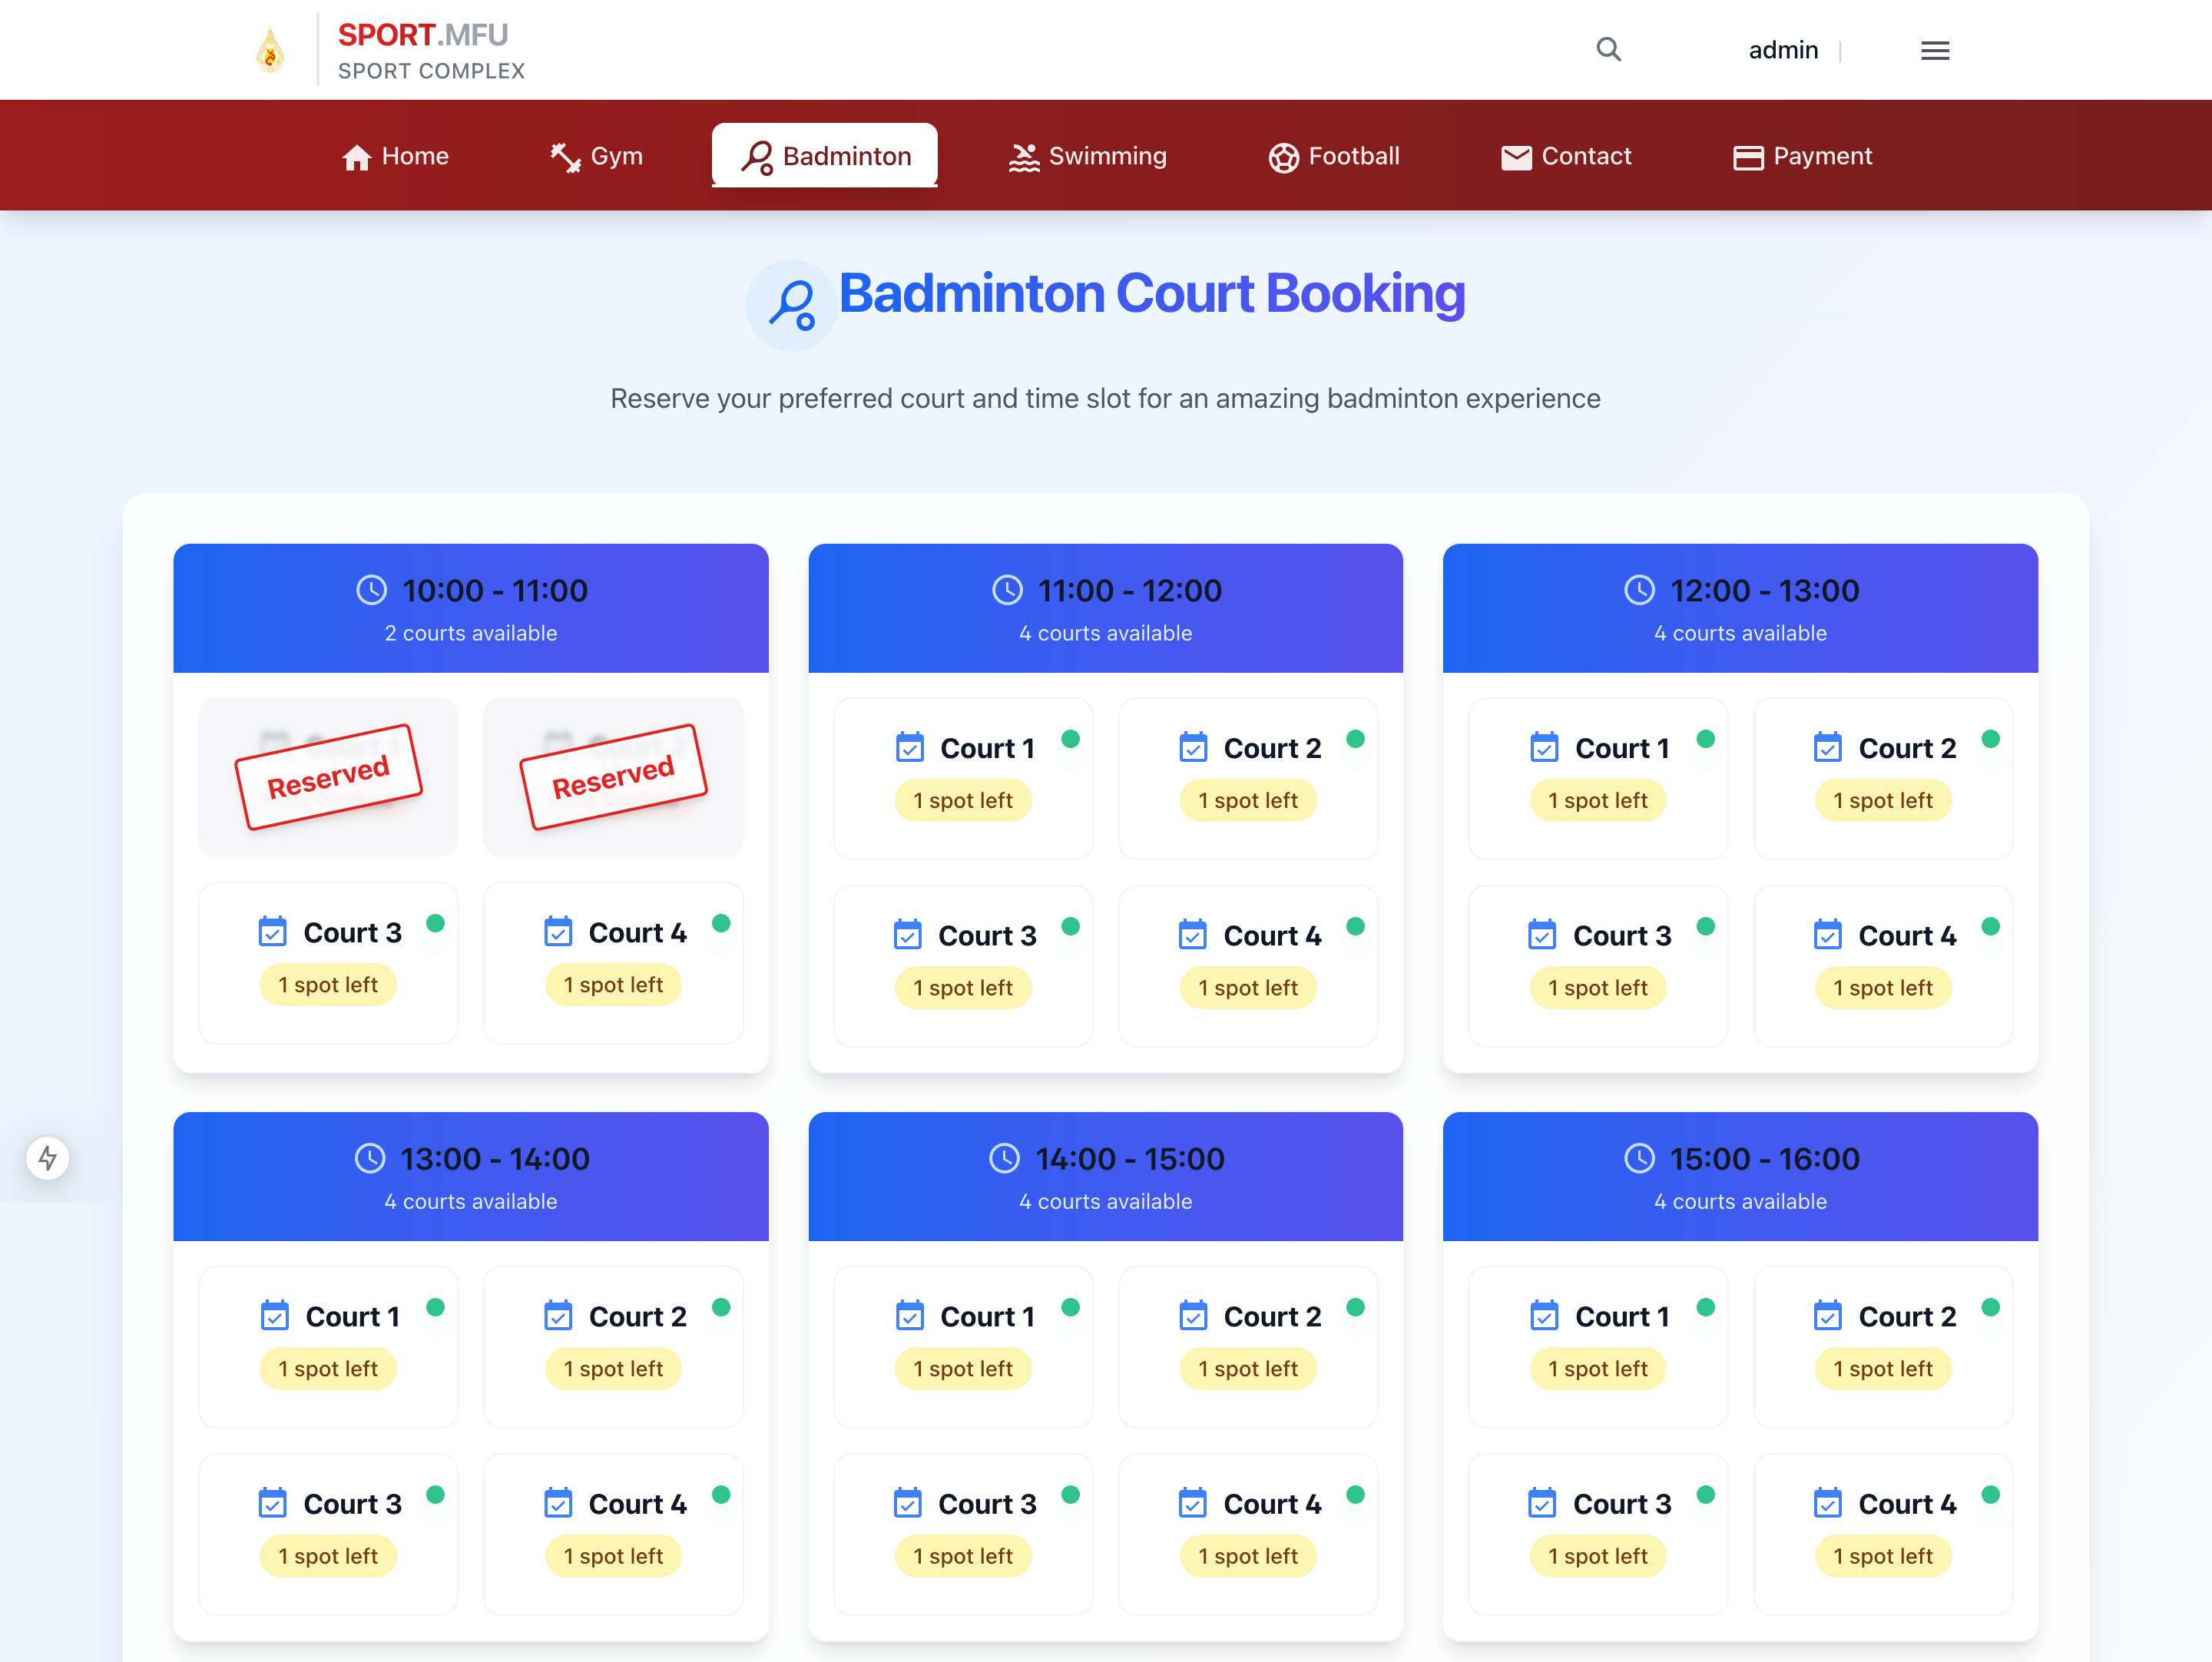 SPORT.MFU
SPORT COMPLEX
admin
Home
Gym
Badminton
Swimming
Football
Contact
Payment
Badminton Court Booking
Reserve your preferred court and time slot for an amazing badminton experience
10:00 - 11:00
2 courts available
Reserved
Reserved
Court 3
1 spot left
Court 4
1 spot left
11:00 - 12:00
4 courts available
Court 1
1 spot left
Court 2
1 spot left
Court 3
1 spot left
Court 4
1 spot left
12:00 - 13:00
4 courts available
Court 1
1 spot left
Court 2
1 spot left
Court 3
1 spot left
Court 4
1 spot left
13:00 - 14:00
4 courts available
Court 1
1 spot left
Court 2
1 spot left
Court 3
1 spot left
Court 4
1 spot left
14:00 - 15:00
4 courts available
Court 1
1 spot left
Court 2
1 spot left
Court 3
1 spot left
Court 4
1 spot left
15:00 - 16:00
4 courts available
Court 1
1 spot left
Court 2
1 spot left
Court 3
1 spot left
Court 4
1 spot left